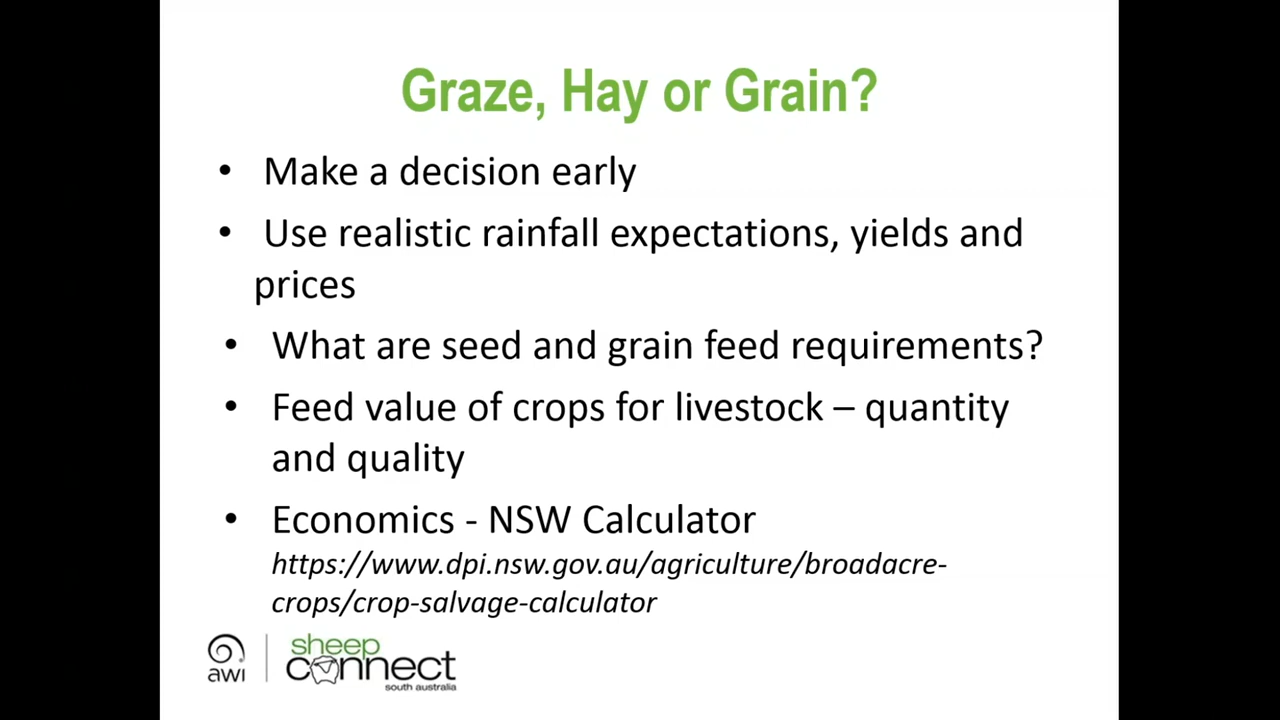 Graze, Hay or Grain?
• Make a decision early
• Use realistic rainfall expectations, yields and
prices
• What are seed and grain feed requirements?
• Feed value of crops for livestock – quantity
and quality
• Economics - NSW Calculator
https://www.dpi.nsw.gov.au/agriculture/broadacre-
crops/crop-salvage-calculator
awi
sheep
connect
south australia